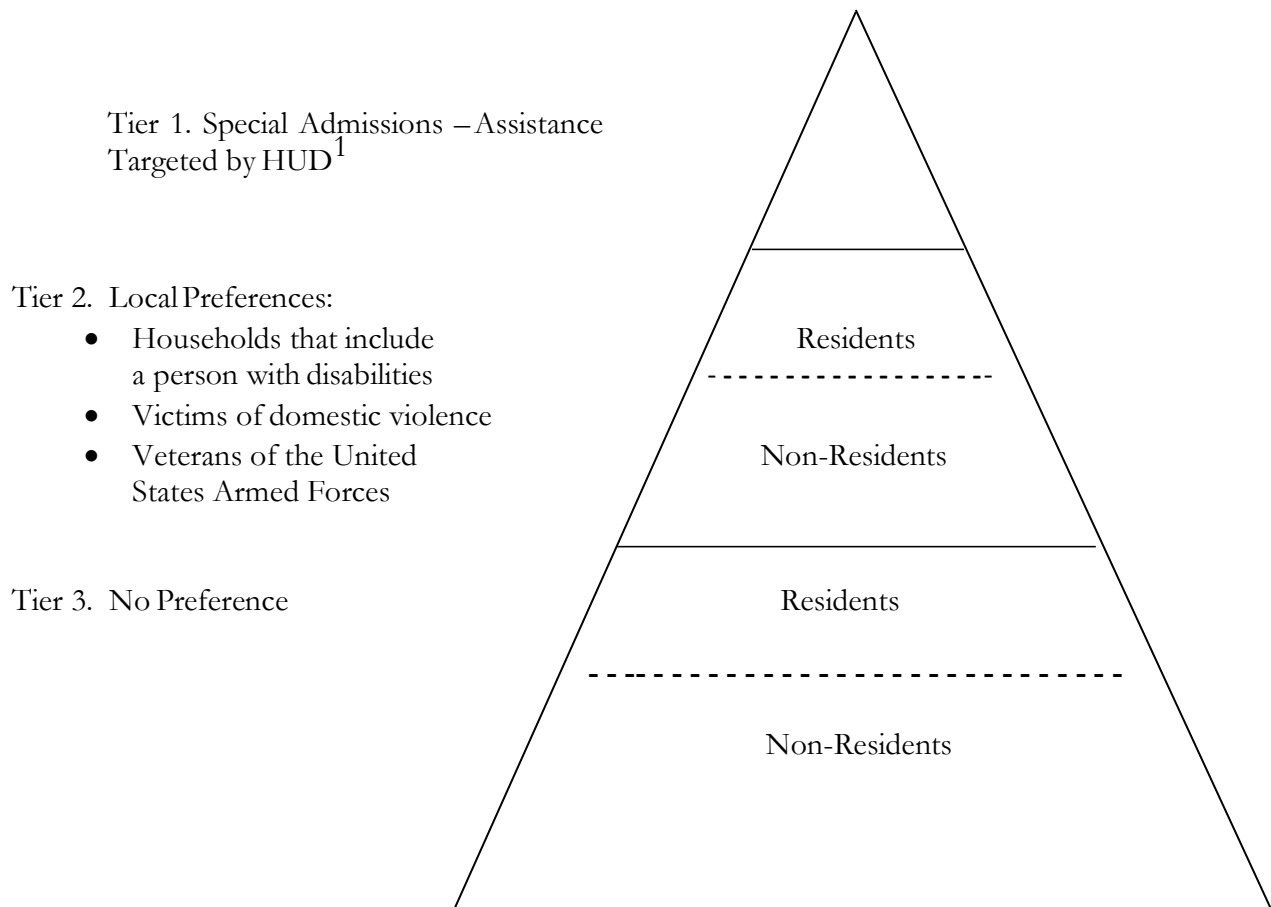 Tier 1. Special Admissions – Assistance
Targeted by HUD1
Tier 2. Local Preferences:
• Households that include
a person with disabilities
• Victims of domestic violence
• Veterans of the United
States Armed Forces
Residents
Non-Residents
Tier 3. No Preference
Residents
Non-Residents